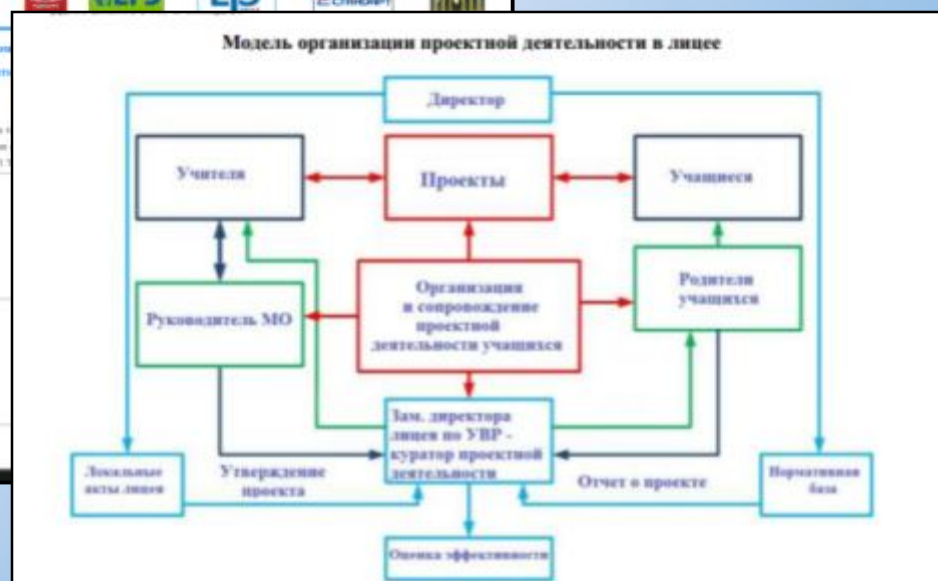 Модель организации проектной деятельности в лицее
Директор
Учителя
Проекты
Учащиеся
Организация
и сопровождение
проектной
деятельности учащихся
Родители
учащихся
Руководитель МО
Зам. директора
лицея по УВР -
куратор проектной
деятельности
Локальные
акты лицея
Утверждение
проекта
Отчет о проекте
Нормативная
база
Оценка эффективности